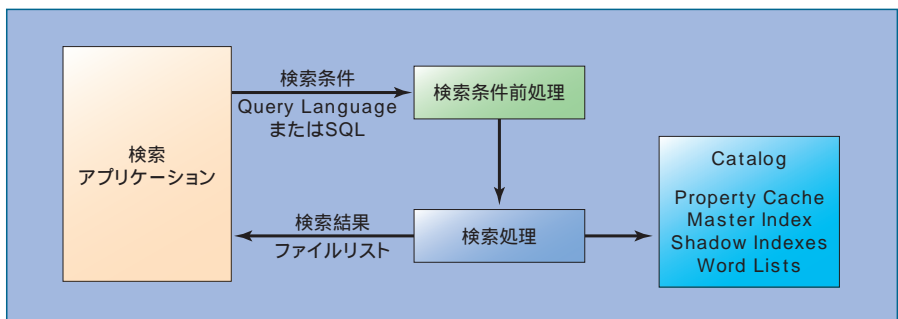 検索
アプリケーション
検索条件
Query Language
またはSQL
検索条件前処理
検索結果
ファイルリスト
検索処理
Catalog
Property Cache
Master Index
Shadow Indexes
Word Lists